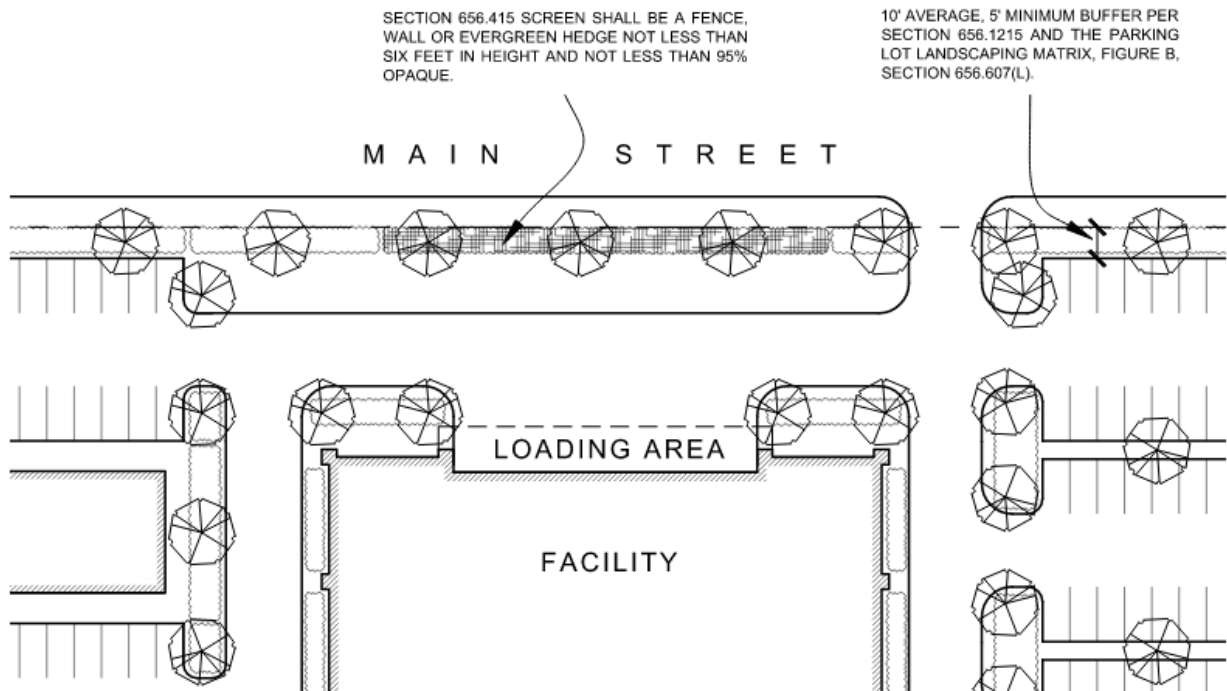 SECTION 656.415 SCREEN SHALL BE A FENCE,
WALL OR EVERGREEN HEDGE NOT LESS THAN
SIX FEET IN HEIGHT AND NOT LESS THAN 95%
OPAQUE.
10' AVERAGE, 5' MINIMUM BUFFER PER
SECTION 656.1215 AND THE PARKING
LOT LANDSCAPING MATRIX, FIGURE B,
SECTION 656.607(L).
MAIN STREET
LOADING AREA
FACILITY